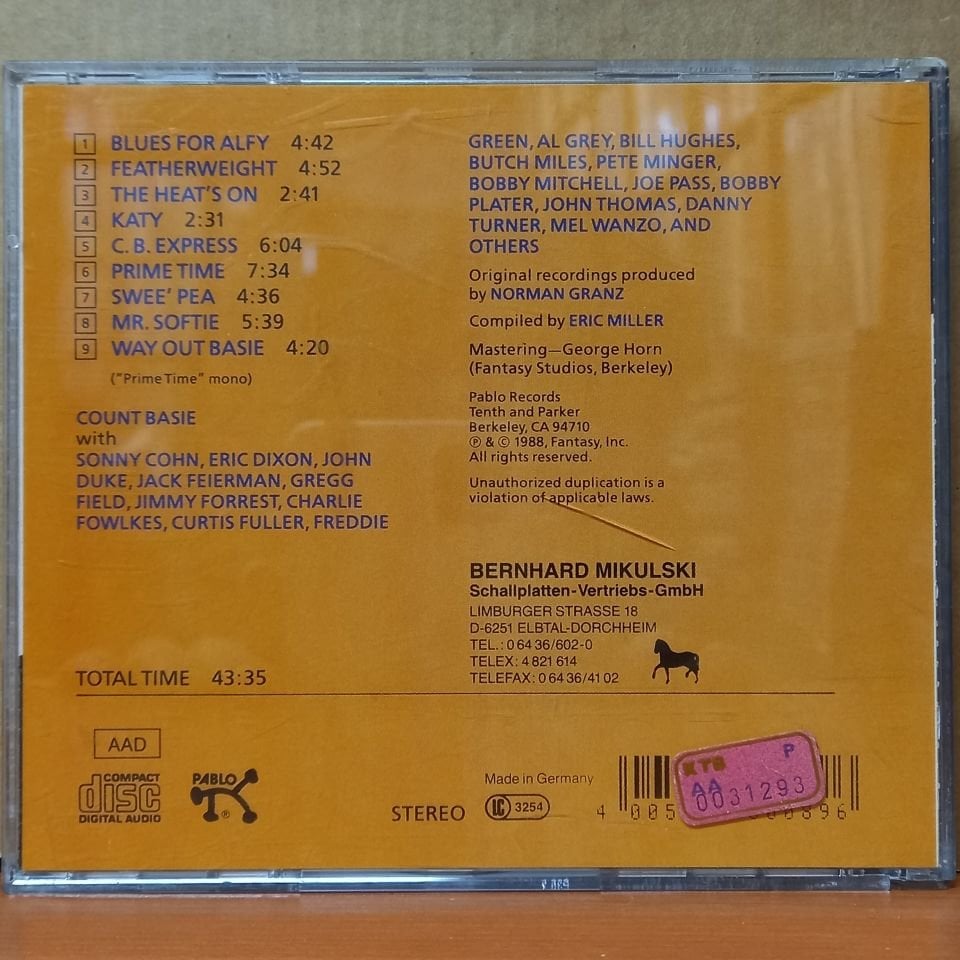 1 BLUES FOR ALFY 4:42
2 FEATHERWEIGHT 4:52
3 THE HEAT'S ON 2:41
4 KATY 2:31
5 C. B. EXPRESS 6:04
6 PRIME TIME 7:34
7 SWEE' PEA 4:36
8 MR. SOFTIE 5:39
9 WAY OUT BASIE 4:20
("Prime Time" mono)
COUNT BASIE
with
SONNY COHN, ERIC DIXON, JOHN
DUKE, JACK FEIERMAN, GREGG
FIELD, JIMMY FORREST, CHARLIE
FOWLKES, CURTIS FULLER, FREDDIE
GREEN, AL GREY, BILL HUGHES,
BUTCH MILES, PETE MINGER,
BOBBY MITCHELL, JOE PASS, BOBBY
PLATER, JOHN THOMAS, DANNY
TURNER, MEL WANZO, AND
OTHERS
Original recordings produced
by NORMAN GRANZ
Compiled by ERIC MILLER
Mastering—George Horn
(Fantasy Studios, Berkeley)
Pablo Records
Tenth and Parker
Berkeley, CA 94710
℗ & © 1988, Fantasy, Inc.
All rights reserved.
Unauthorized duplication is a
violation of applicable laws.
BERNHARD MIKULSKI
Schallplatten-Vertriebs-GmbH
LIMBURGER STRASSE 18
D-6251 ELBTAL-DORCHHEIM
TEL.: 0 64 36/602-0
TELEX: 4 821 614
TELEFAX: 0 64 36/41 02
TOTAL TIME 43:35
AAD
COMPACT
disc
DIGITAL AUDIO
PABLO
®
STEREO
Made in Germany
LC 3254
P
AA
0031293